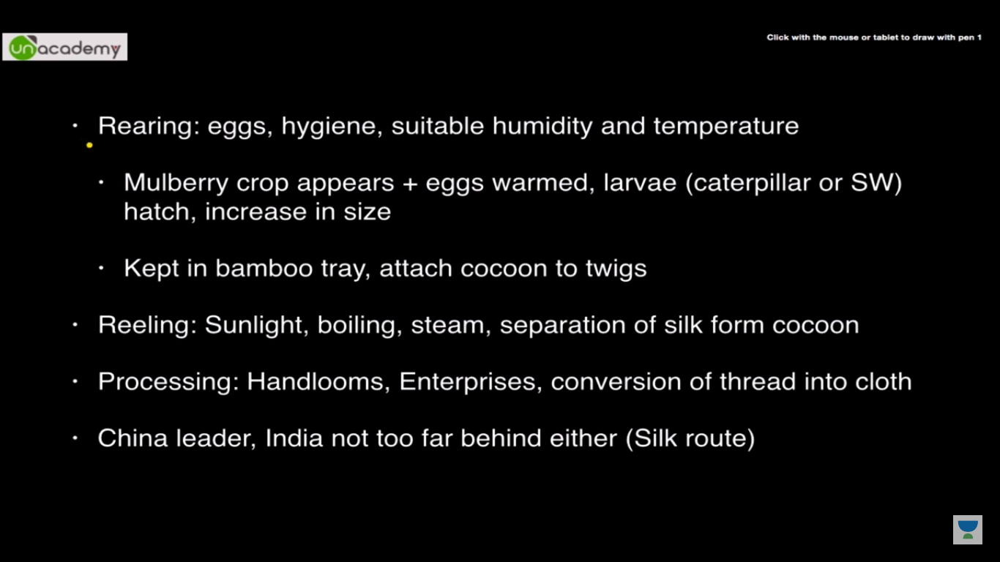 unacademy
Click with the mouse or tablet to draw with pen 1
· Rearing: eggs, hygiene, suitable humidity and temperature
· Mulberry crop appears + eggs warmed, larvae (caterpillar or SW)
hatch, increase in size
· Kept in bamboo tray, attach cocoon to twigs
· Reeling: Sunlight, boiling, steam, separation of silk form cocoon
· Processing: Handlooms, Enterprises, conversion of thread into cloth
· China leader, India not too far behind either (Silk route)